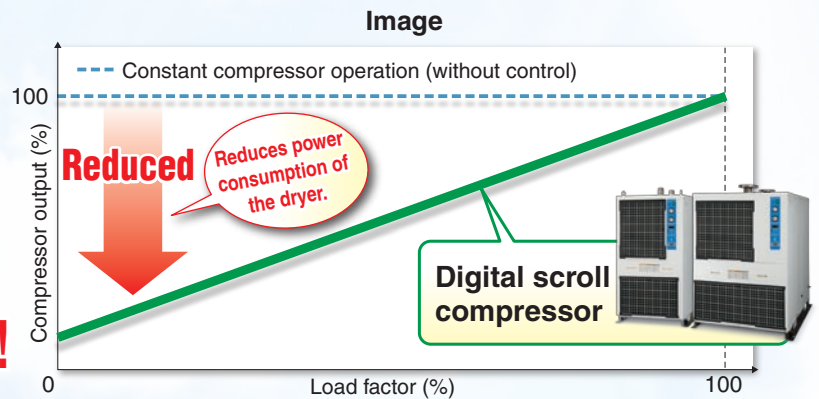 Image
Constant compressor operation (without control)
100
Compressor output (%)
Reduced
Reduces power
consumption of
the dryer.
Digital scroll
compressor
!
0
Load factor (%)
100